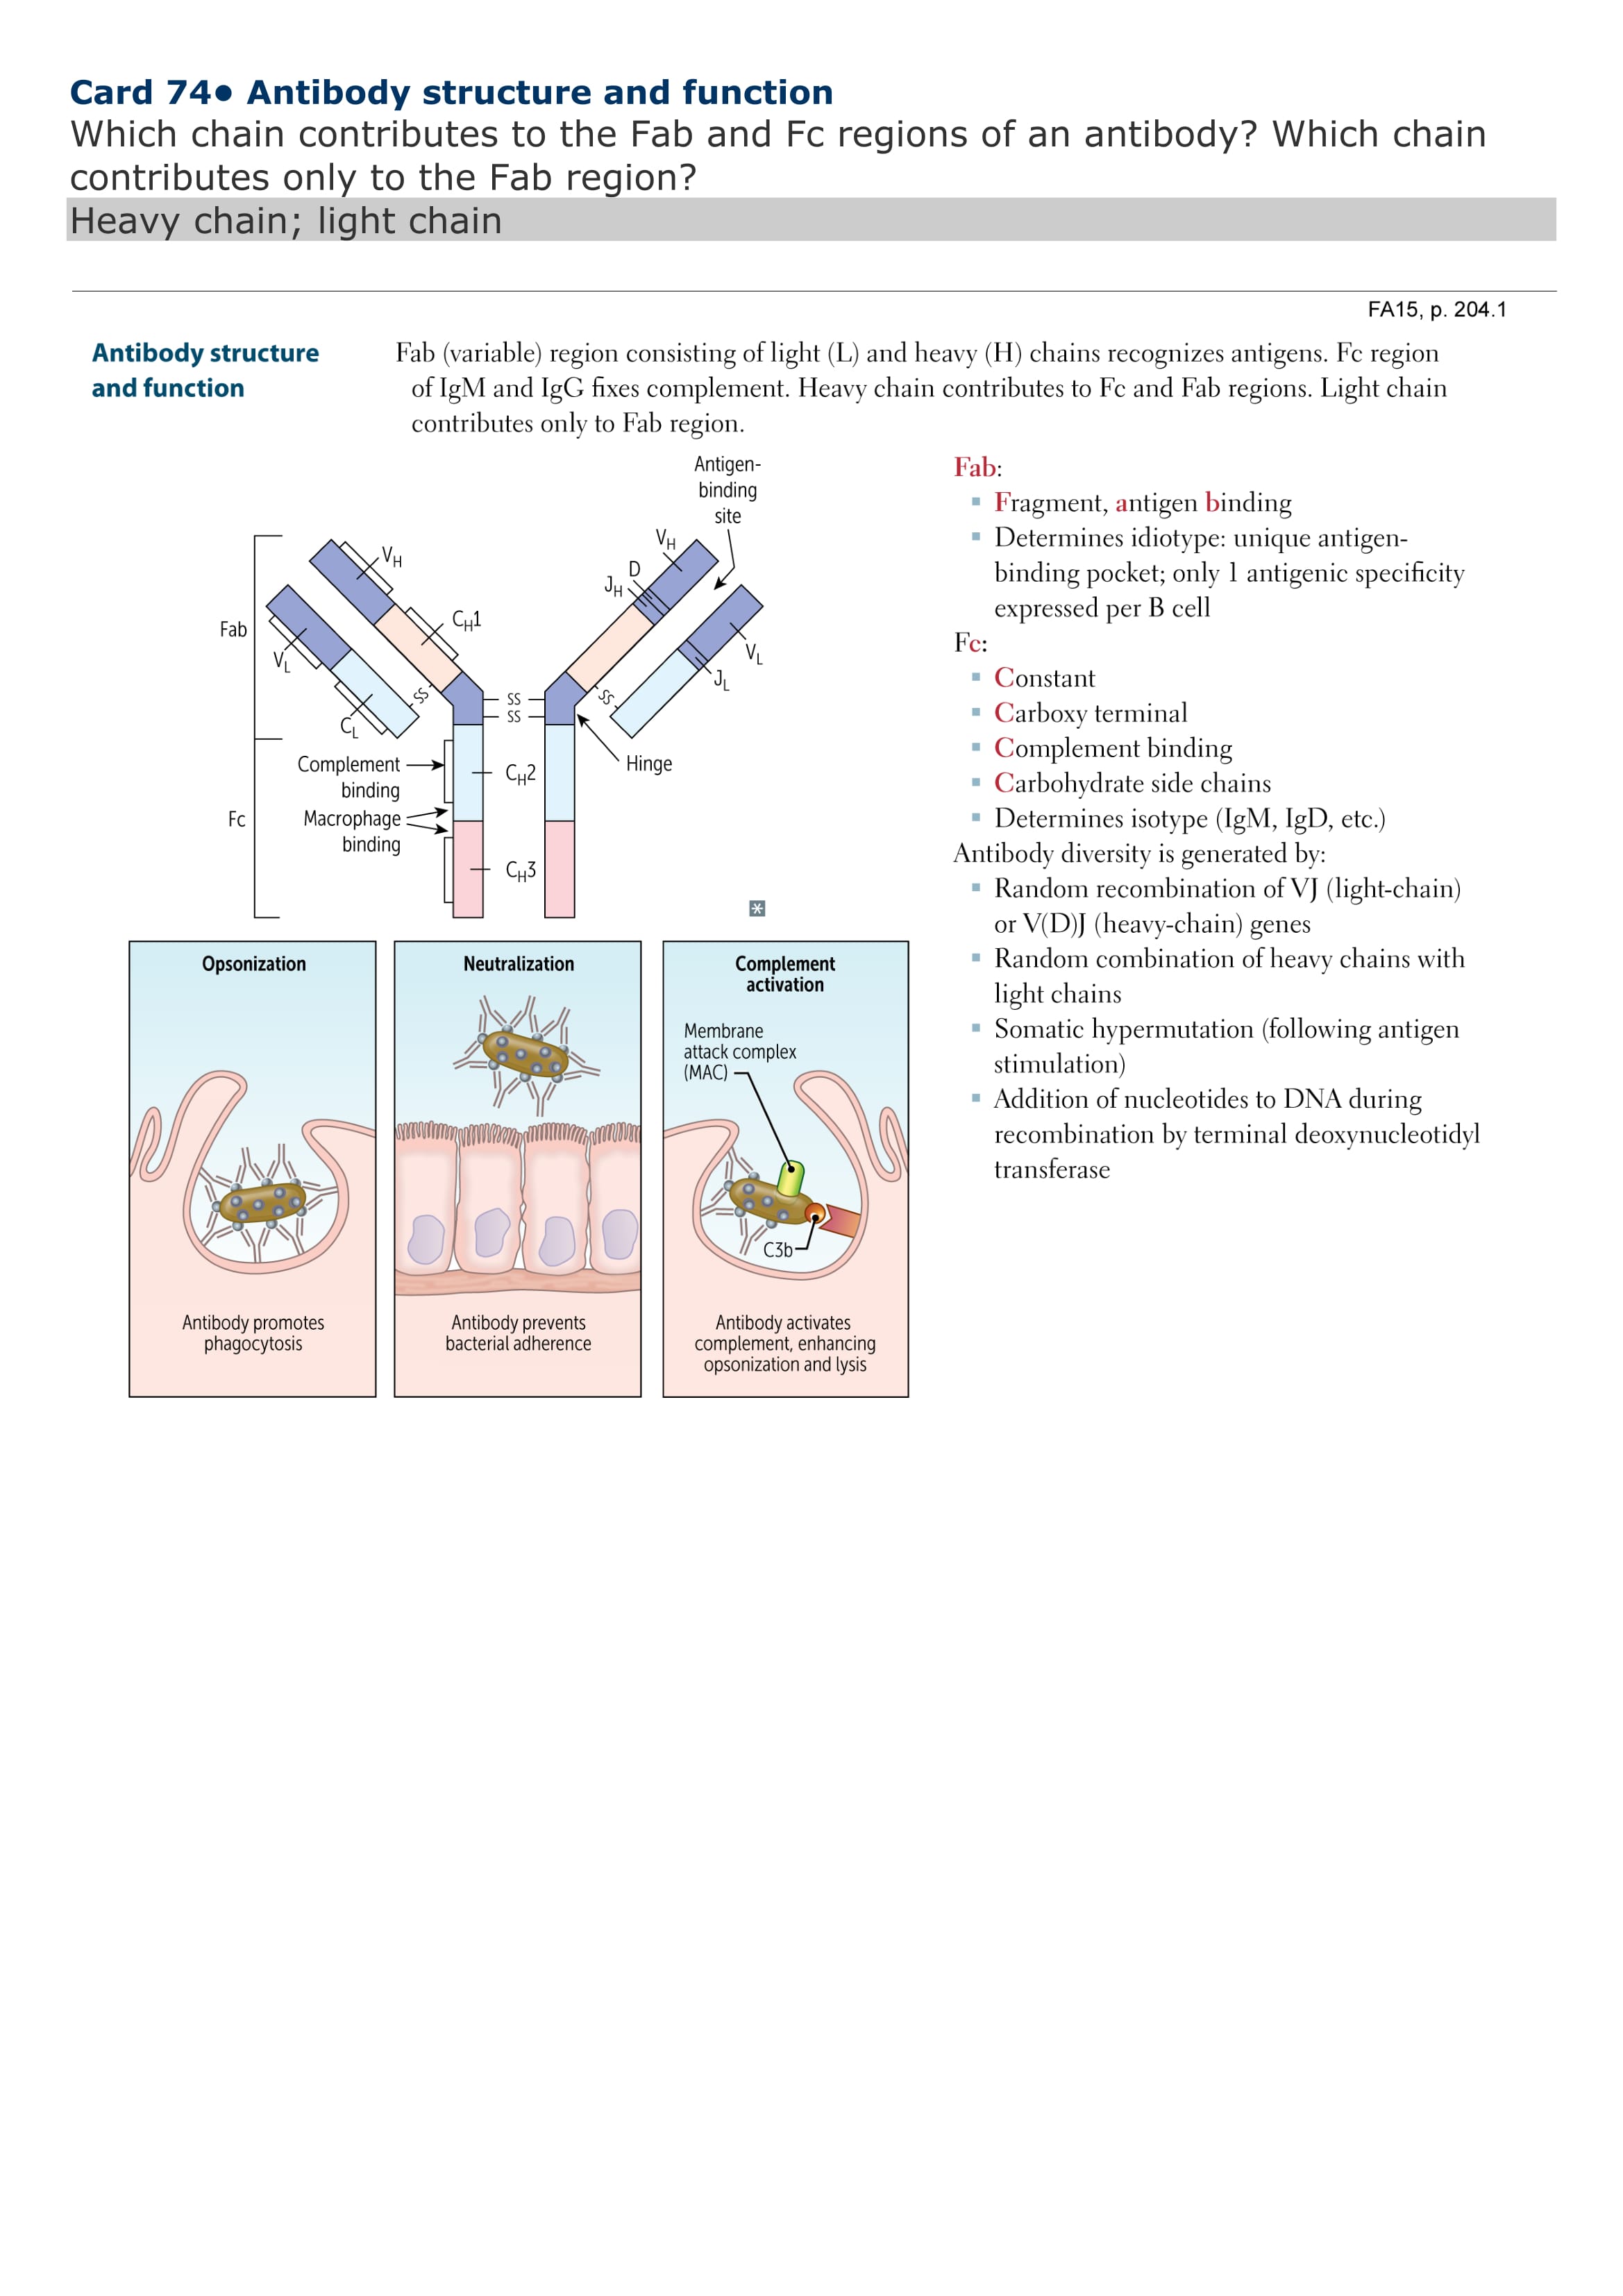 Card 74● Antibody structure and function
Which chain contributes to the Fab and Fc regions of an antibody? Which chain
contributes only to the Fab region?
Heavy chain; light chain
FA15, p. 204.1
Antibody structure
and function
Fab (variable) region consisting of light (L) and heavy (H) chains recognizes antigens. Fc region
of IgM and IgG fixes complement. Heavy chain contributes to Fc and Fab regions. Light chain
contributes only to Fab region.
Antigen-
binding
site
VH
D
JH
VH
CH1
Fab
VL
CL
SS
SS
SS
SS
VL
JL
Hinge
Complement
binding
CH2
Fc
Macrophage
binding
CH3
*
Fab:
▪ Fragment, antigen binding
▪ Determines idiotype: unique antigen-
binding pocket; only 1 antigenic specificity
expressed per B cell
Fc:
▪ Constant
▪ Carboxy terminal
▪ Complement binding
▪ Carbohydrate side chains
▪ Determines isotype (IgM, IgD, etc.)
Antibody diversity is generated by:
▪ Random recombination of VJ (light-chain)
or V(D)J (heavy-chain) genes
▪ Random combination of heavy chains with
light chains
▪ Somatic hypermutation (following antigen
stimulation)
▪ Addition of nucleotides to DNA during
recombination by terminal deoxynucleotidyl
transferase
Opsonization
Antibody promotes
phagocytosis
Neutralization
Antibody prevents
bacterial adherence
Complement
activation
Membrane
attack complex
(MAC)
C3b
Antibody activates
complement, enhancing
opsonization and lysis